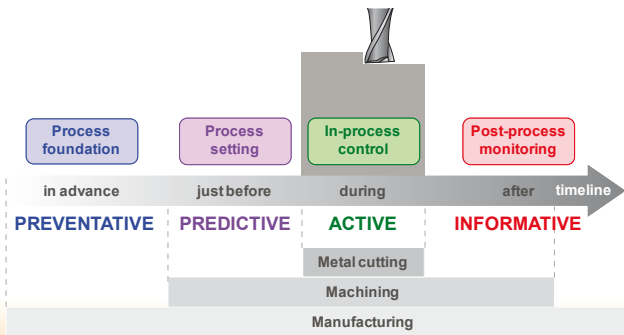 Process
foundation
Process
setting
In-process
control
Post-process
monitoring
in advance
just before
during
after
timeline
PREVENTATIVE
PREDICTIVE
ACTIVE
INFORMATIVE
Metal cutting
Machining
Manufacturing